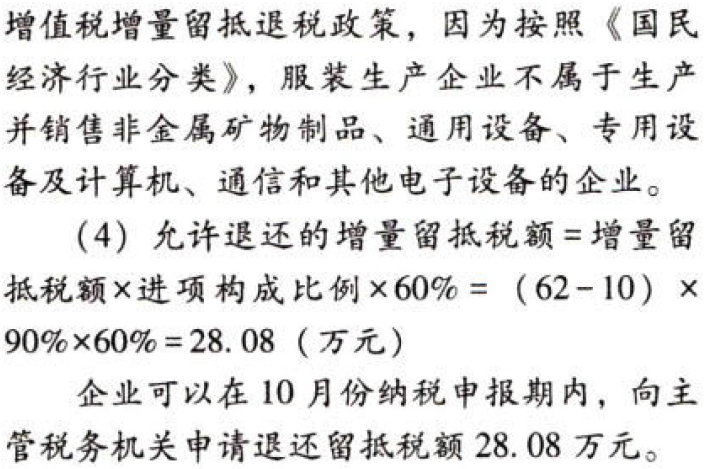 增值税增量留抵退税政策，因为按照《国民
经济行业分类》，服装生产企业不属于生产
并销售非金属矿物制品、通用设备、专用设
备及计算机、通信和其他电子设备的企业。
（4）允许退还的增量留抵税额=增量留
抵税额×进项构成比例×60%=（62-10）×
90%×60%=28.08（万元）
企业可以在10月份纳税申报期内，向主
管税务机关申请退还留抵税额28.08万元。